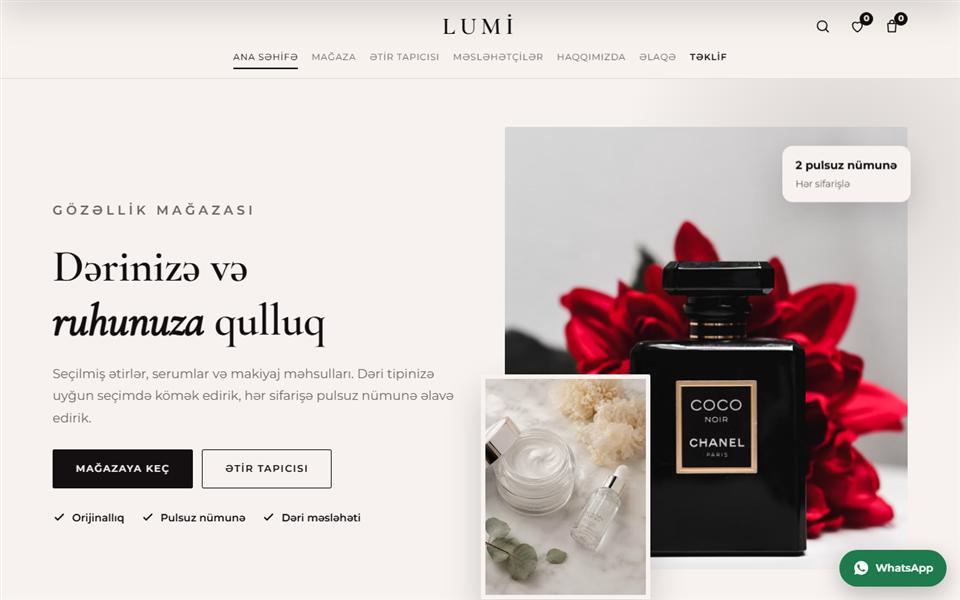 LUMİ
0
0
ANA SƏHİFƏ MAĞAZA ƏTİR TAPICISI MƏSLƏHƏTÇİLƏR HAQQIMIZDA ƏLAQƏ TƏKLİF
2 pulsuz nümunə
Hər sifarişlə
GÖZƏLLİK MAĞAZASI
Dərinizə və
ruhunuza qulluq
Seçilmiş ətirlər, serumlar və makiyaj məhsulları. Dəri tipinizə
uyğun seçimdə kömək edirik, hər sifarişə pulsuz nümunə əlavə
edirik.
MAĞAZAYA KEÇ
ƏTİR TAPICISI
Orijinallıq
Pulsuz nümunə
Dəri məsləhəti
COCO
NOIR
CHANEL
PARIS
WhatsApp